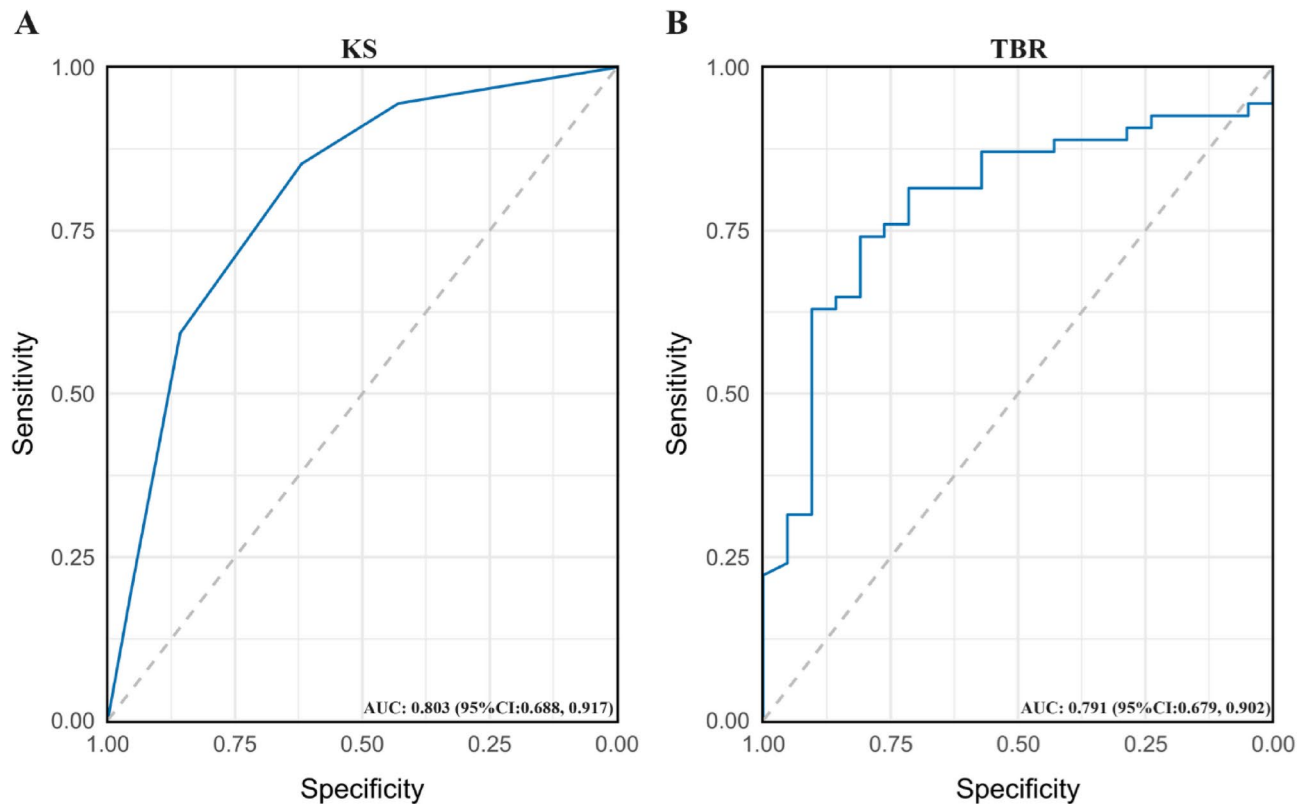 A
KS
1.00
0.75
0.50
0.25
0.00
Sensitivity
AUC: 0.803 (95%CI:0.688, 0.917)
1.00 0.75 0.50 0.25 0.00
Specificity
B
TBR
1.00
0.75
0.50
0.25
0.00
Sensitivity
AUC: 0.791 (95%CI:0.679, 0.902)
1.00 0.75 0.50 0.25 0.00
Specificity